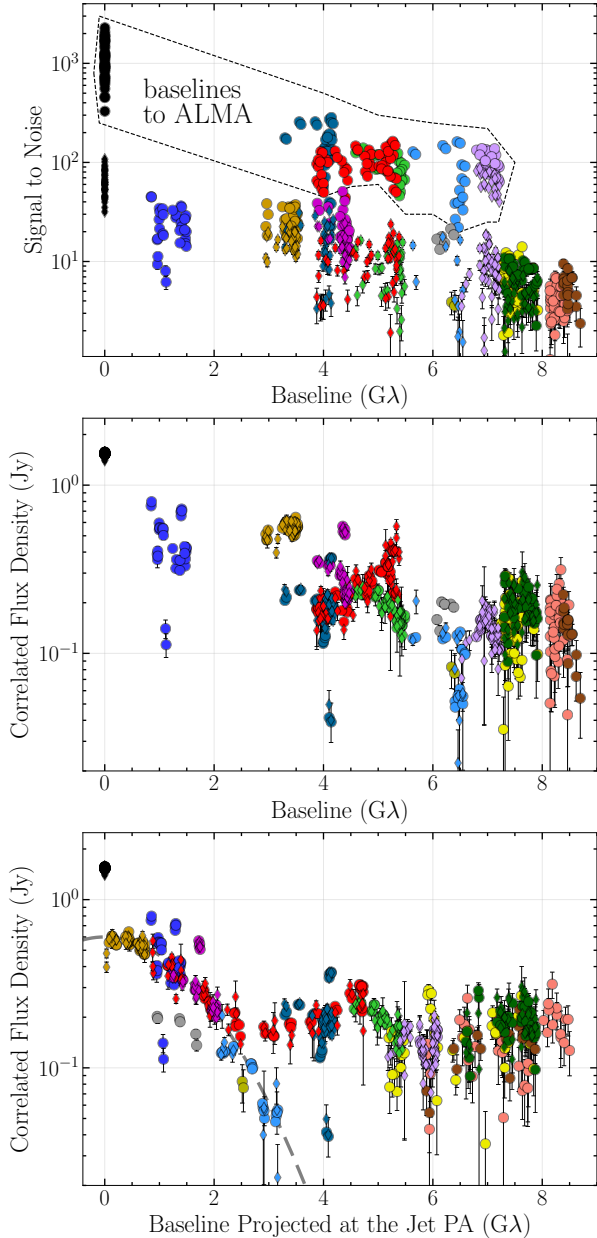 10³
10²
10¹
Signal to Noise
baselines
to ALMA
0 2 4 6 8
Baseline (Gλ)
10⁰
10⁻¹
Correlated Flux Density (Jy)
0 2 4 6 8
Baseline (Gλ)
10⁰
10⁻¹
Correlated Flux Density (Jy)
0 2 4 6 8
Baseline Projected at the Jet PA (Gλ)